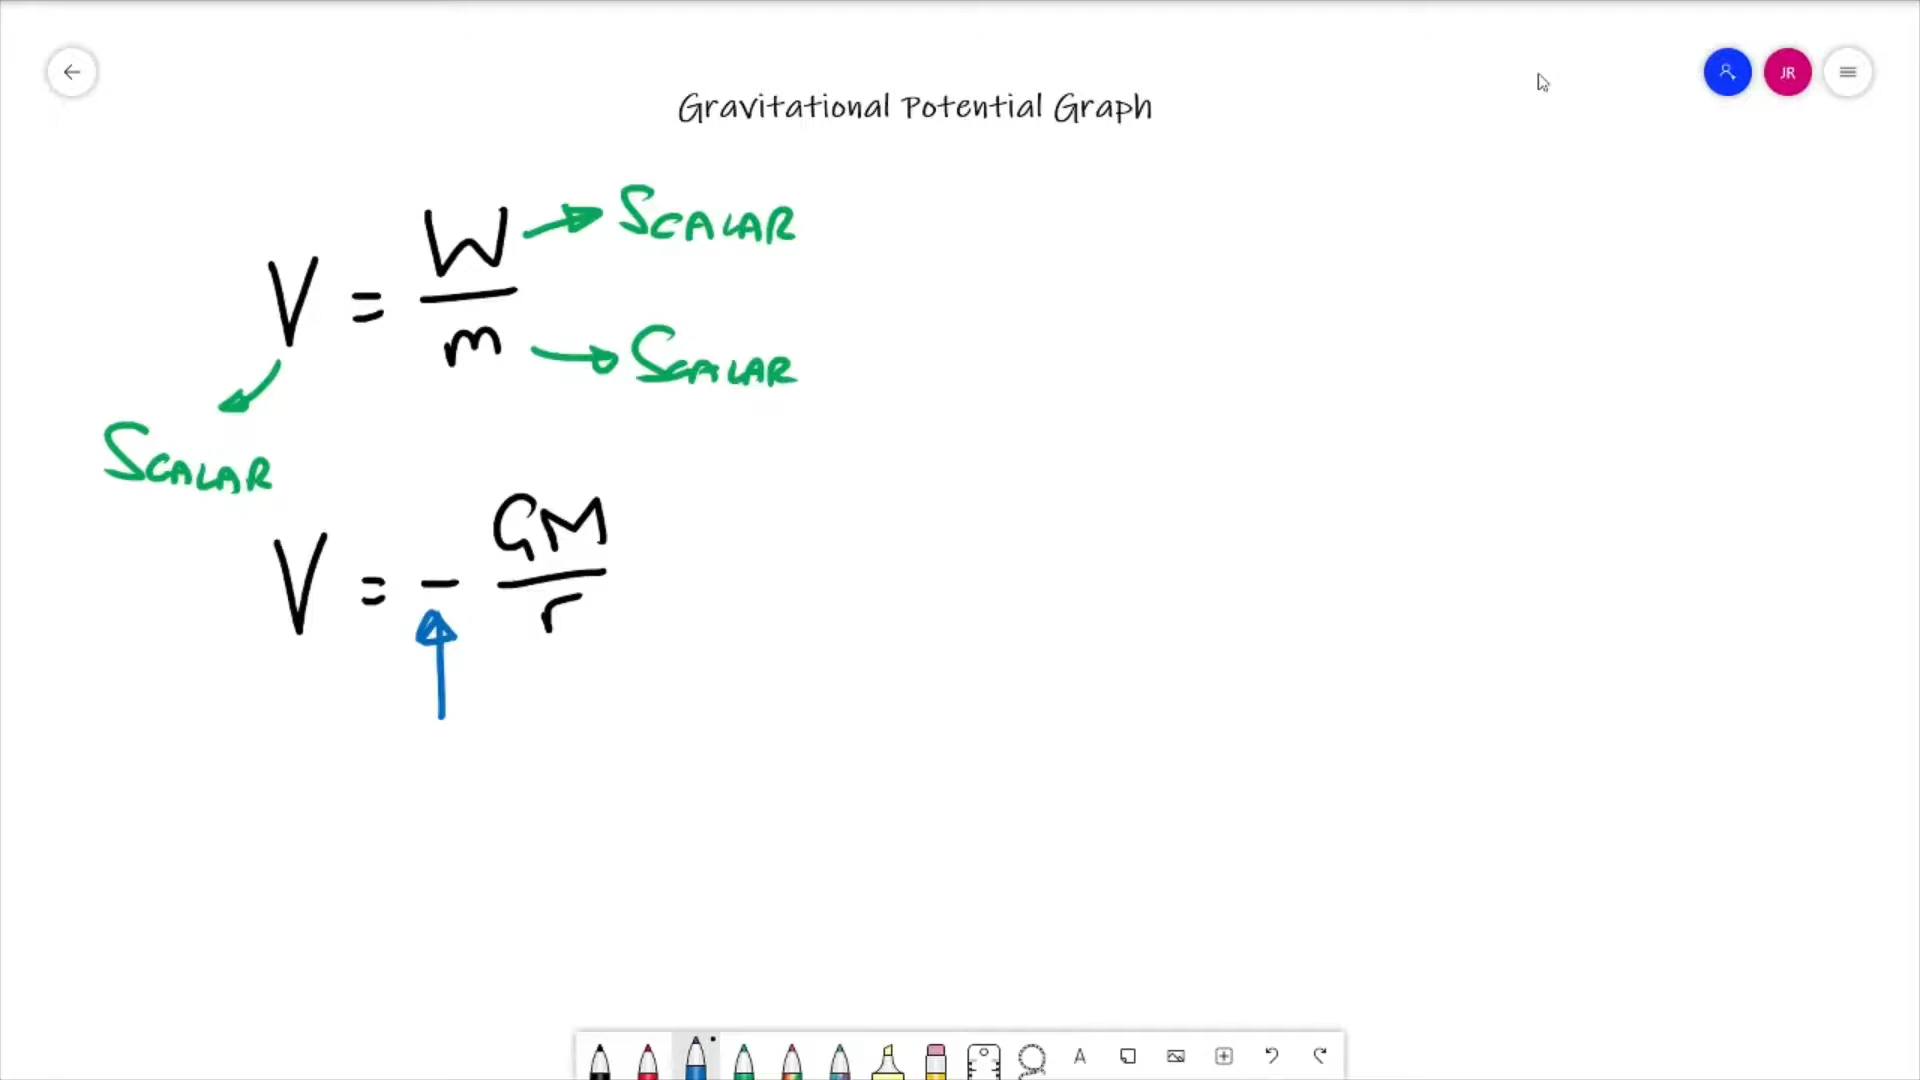 Gravitational Potential Graph
JR
V = W/m → SCALAR
→ SCALAR
SCALAR
V = - GM/r
A